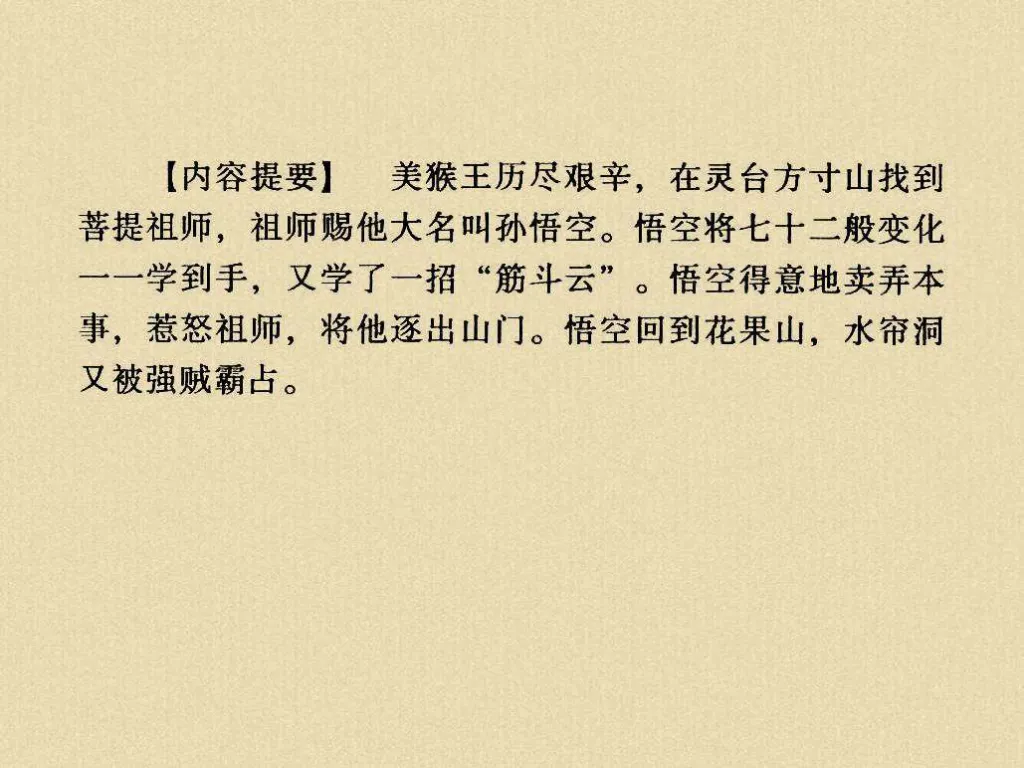 【内容提要】 美猴王历尽艰辛，在灵台方寸山找到
菩提祖师，祖师赐他大名叫孙悟空。悟空将七十二般变化
一一学到手，又学了一招“筋斗云”。悟空得意地卖弄本
事，惹怒祖师，将他逐出山门。悟空回到花果山，水帘洞
又被强贼霸占。